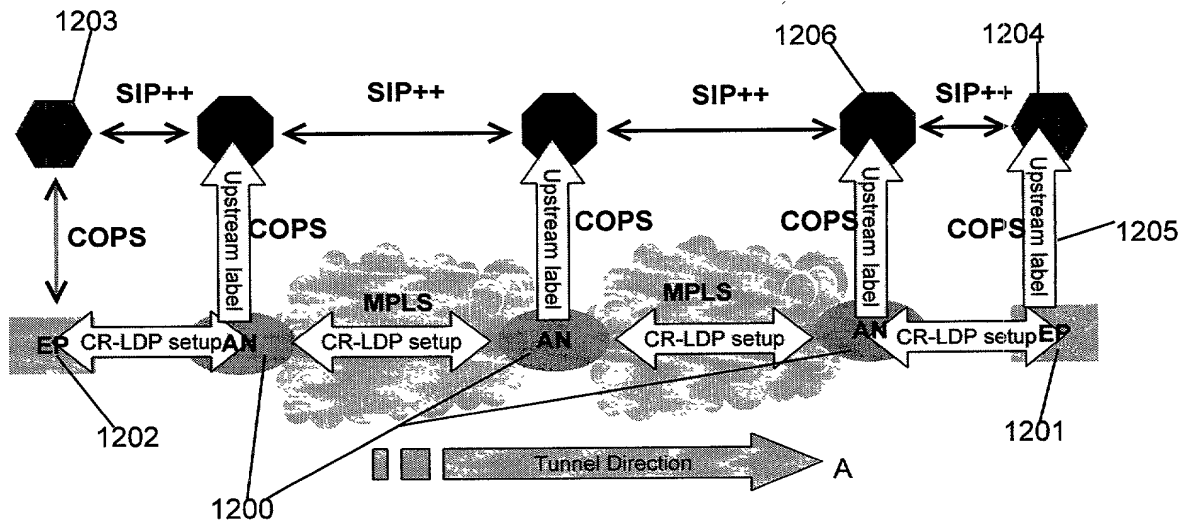 1203
1206
1204
SIP++
SIP++
SIP++
SIP++
COPS
Upstream label
COPS
Upstream label
COPS
COPS
Upstream label
COPS
Upstream label
1205
MPLS
MPLS
EP
CR-LDP setup
AN
CR-LDP setup
AN
CR-LDP setup
AN
CR-LDP setup
EP
1202
1201
Tunnel Direction
A
1200